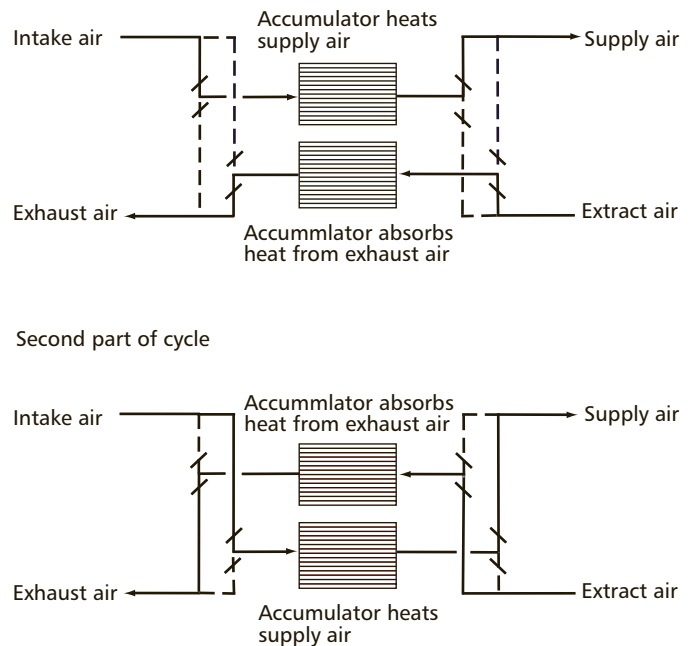 Intake air
Accumulator heats
supply air
Supply air
Exhaust air
Accummlator absorbs
heat from exhaust air
Extract air
Second part of cycle
Intake air
Accummlator absorbs
heat from exhaust air
Supply air
Exhaust air
Accumulator heats
supply air
Extract air